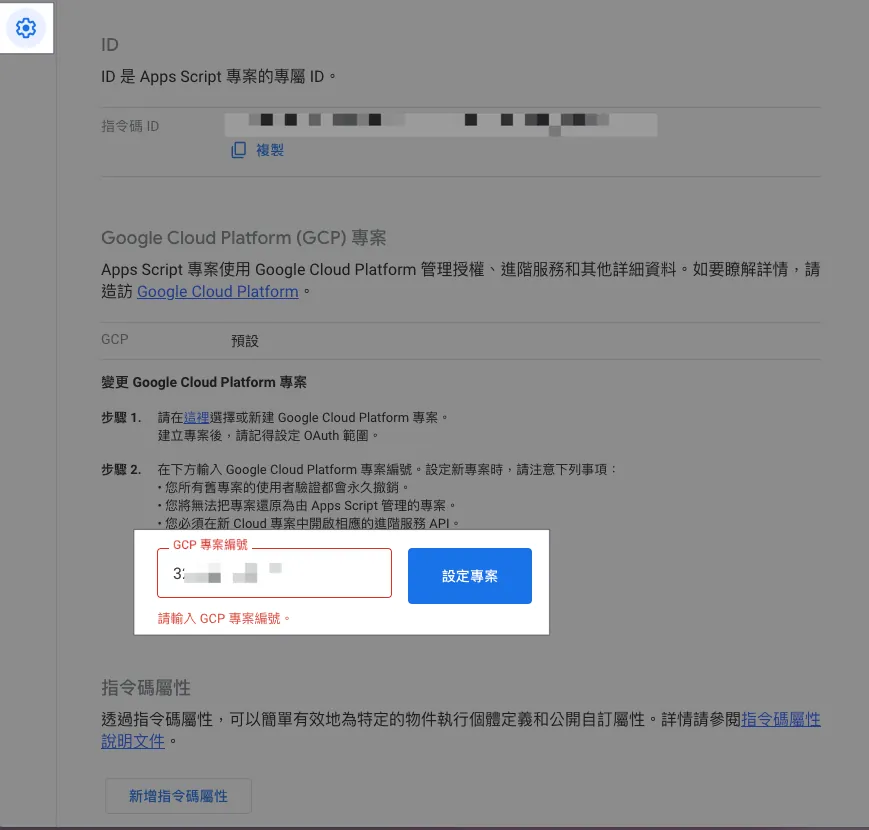 ID
ID 是 Apps Script 專案的專屬 ID。
指令碼 ID
複製
Google Cloud Platform (GCP) 專案
Apps Script 專案使用 Google Cloud Platform 管理授權、進階服務和其他詳細資料。如要瞭解詳情，請
造訪 Google Cloud Platform。
GCP 預設
變更 Google Cloud Platform 專案
步驟 1. 請在這裡選擇或新建 Google Cloud Platform 專案。
建立專案後，請記得設定 OAuth 範圍。
步驟 2. 在下方輸入 Google Cloud Platform 專案編號。設定新專案時，請注意下列事項：
• 您所有舊專案的使用者驗證都會永久撤銷。
• 您將無法把專案還原為由 Apps Script 管理的專案。
• 您必須在新 Cloud 專案中開啟相應的進階服務 API。
GCP 專案編號
設定專案
請輸入 GCP 專案編號。
指令碼屬性
透過指令碼屬性，可以簡單有效地為特定的物件執行個體定義和公開自訂屬性。詳情請參閱指令碼屬性
說明文件。
新增指令碼屬性